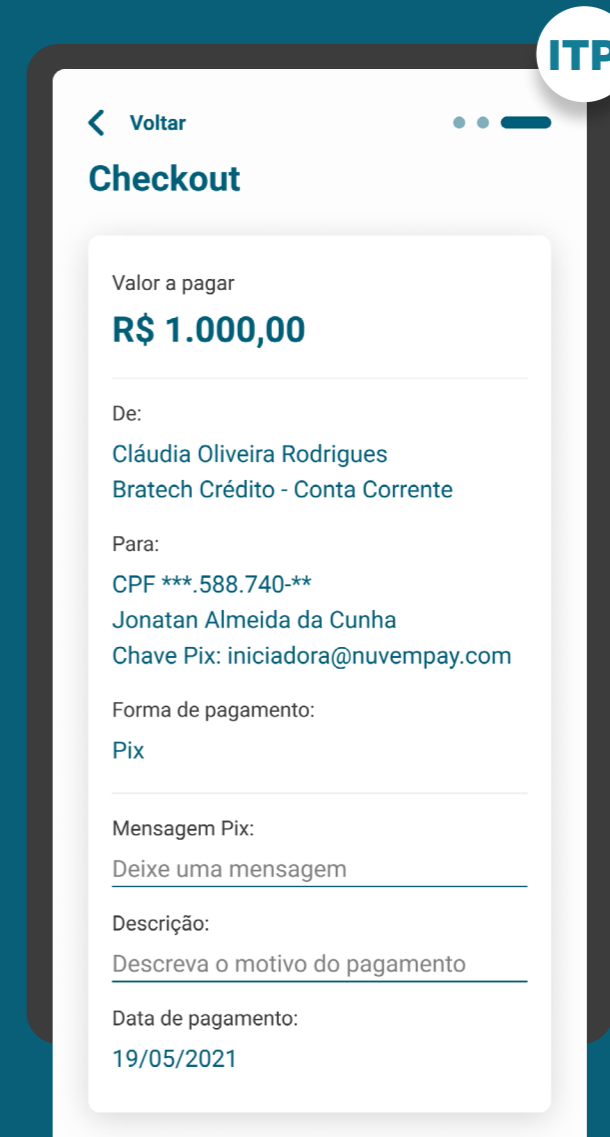 ITP
Voltar
Checkout
Valor a pagar
R$ 1.000,00
De:
Cláudia Oliveira Rodrigues
Bratech Crédito - Conta Corrente
Para:
CPF ***.588.740-**
Jonatan Almeida da Cunha
Chave Pix: iniciadora@nuvempay.com
Forma de pagamento:
Pix
Mensagem Pix:
Deixe uma mensagem
Descrição:
Descreva o motivo do pagamento
Data de pagamento:
19/05/2021